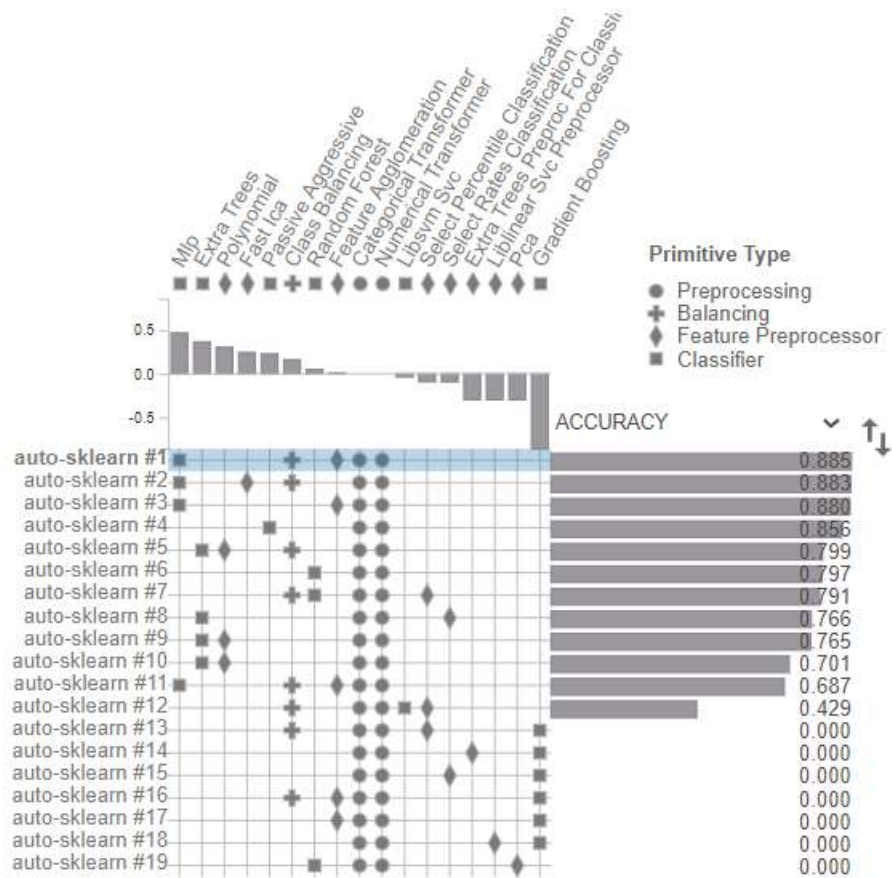 Mlp
Extra Trees
Polynomial
Fast Ica
Passive Aggressive
Class Balancing
Random Forest
Feature Agglomeration
Categorical Transformer
Numerical Transformer
Libsvm Svc
Select Percentile Classification
Select Rates Classification
Extra Trees Preproc For Classi
Liblinear Svc Preprocessor
Pca
Gradient Boosting
Primitive Type
Preprocessing
Balancing
Feature Preprocessor
Classifier
0.5
0.0
-0.5
ACCURACY
auto-sklearn #1 0.885
auto-sklearn #2 0.883
auto-sklearn #3 0.880
auto-sklearn #4 0.856
auto-sklearn #5 0.799
auto-sklearn #6 0.797
auto-sklearn #7 0.791
auto-sklearn #8 0.766
auto-sklearn #9 0.765
auto-sklearn #10 0.701
auto-sklearn #11 0.687
auto-sklearn #12 0.429
auto-sklearn #13 0.000
auto-sklearn #14 0.000
auto-sklearn #15 0.000
auto-sklearn #16 0.000
auto-sklearn #17 0.000
auto-sklearn #18 0.000
auto-sklearn #19 0.000